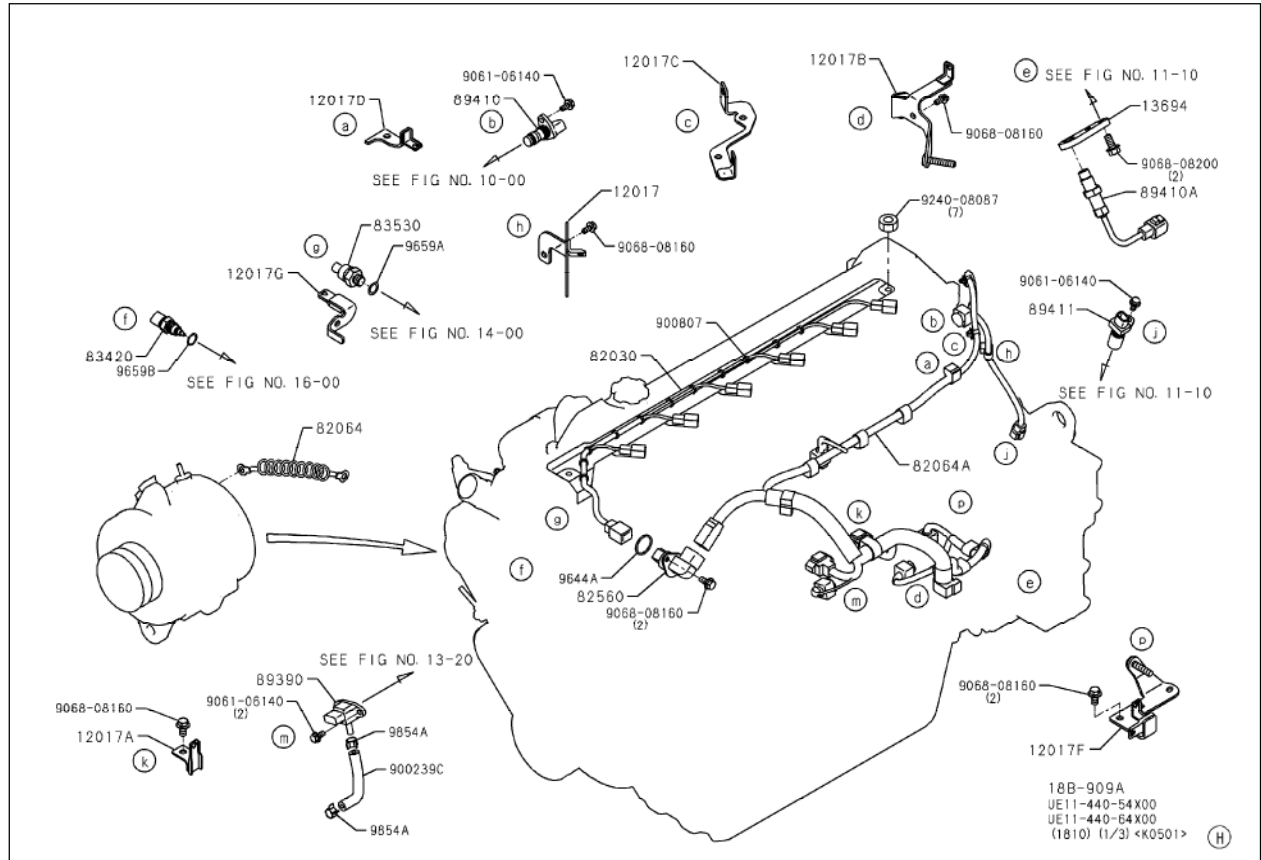 12017D
a
9061-06140
89410
b
SEE FIG NO. 10-00
12017C
c
12017B
d
9068-08160
e
SEE FIG NO. 11-10
13694
9068-08200
(2)
89410A
12017
h
9068-08160
9240-08087
(7)
g
83530
9659A
12017G
SEE FIG NO. 14-00
f
83420
9659B
SEE FIG NO. 16-00
9061-06140
89411
j
SEE FIG NO. 11-10
900807
82030
b
c
h
a
j
82064
82064A
g
k
p
f
9644A
82560
9068-08160
(2)
m
d
e
SEE FIG NO. 13-20
89390
9061-06140
(2)
m
9854A
900239C
9854A
9068-08160
12017A
k
p
9068-08160
(2)
12017F
18B-909A
UE11-440-54X00
UE11-440-64X00
(1810) (1/3) <K0501>
H